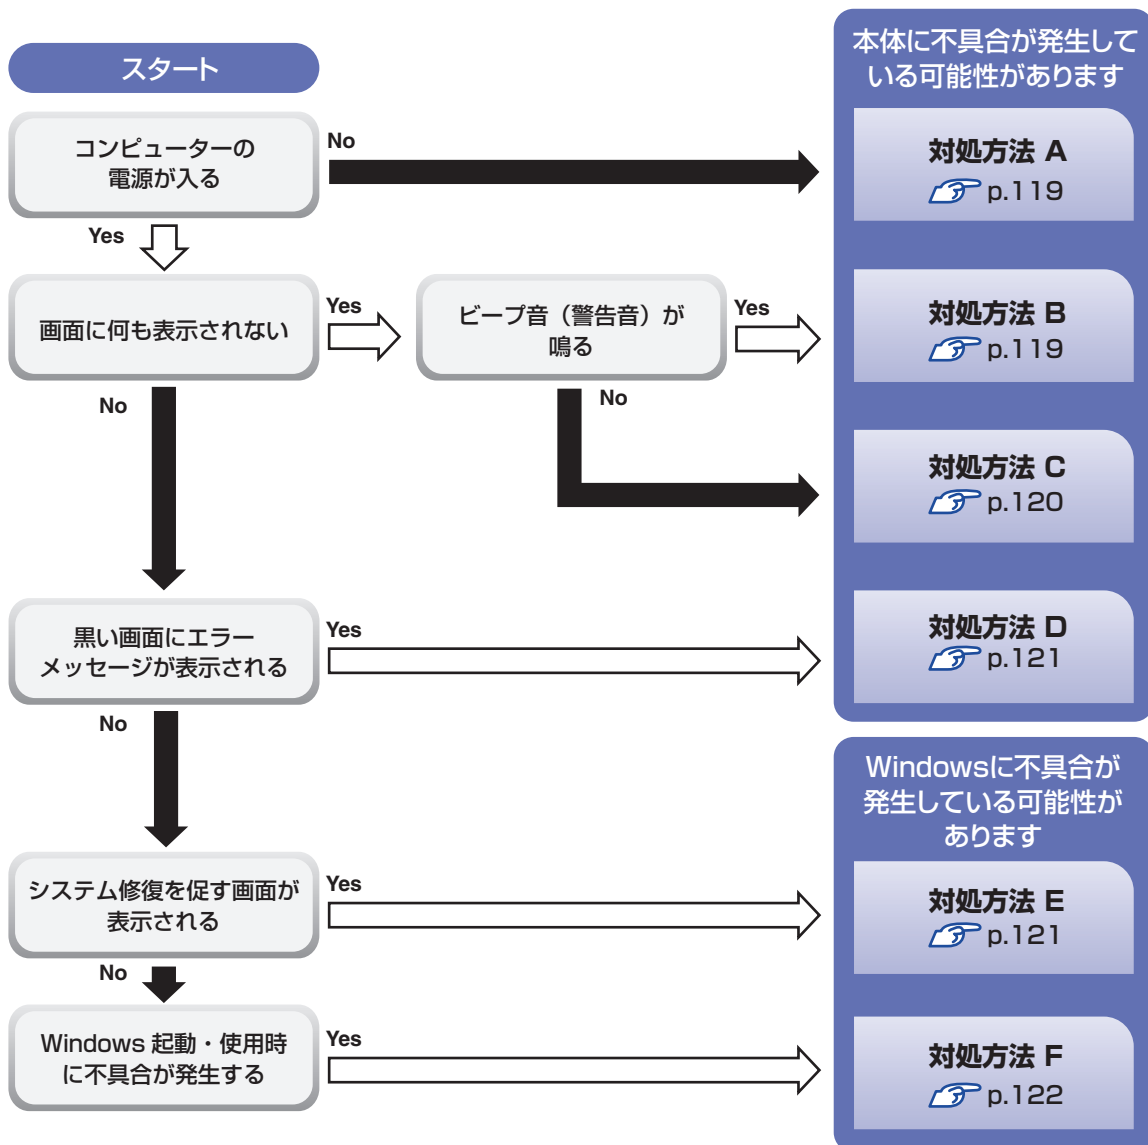 スタート
コンピューターの
電源が入る
No
Yes
画面に何も表示されない
Yes
ビープ音（警告音）が
鳴る
Yes
No
No
黒い画面にエラー
メッセージが表示される
Yes
No
システム修復を促す画面が
表示される
Yes
No
Windows 起動・使用時
に不具合が発生する
Yes
本体に不具合が発生して
いる可能性があります
対処方法 A
p.119
対処方法 B
p.119
対処方法 C
p.120
対処方法 D
p.121
Windowsに不具合が
発生している可能性が
あります
対処方法 E
p.121
対処方法 F
p.122